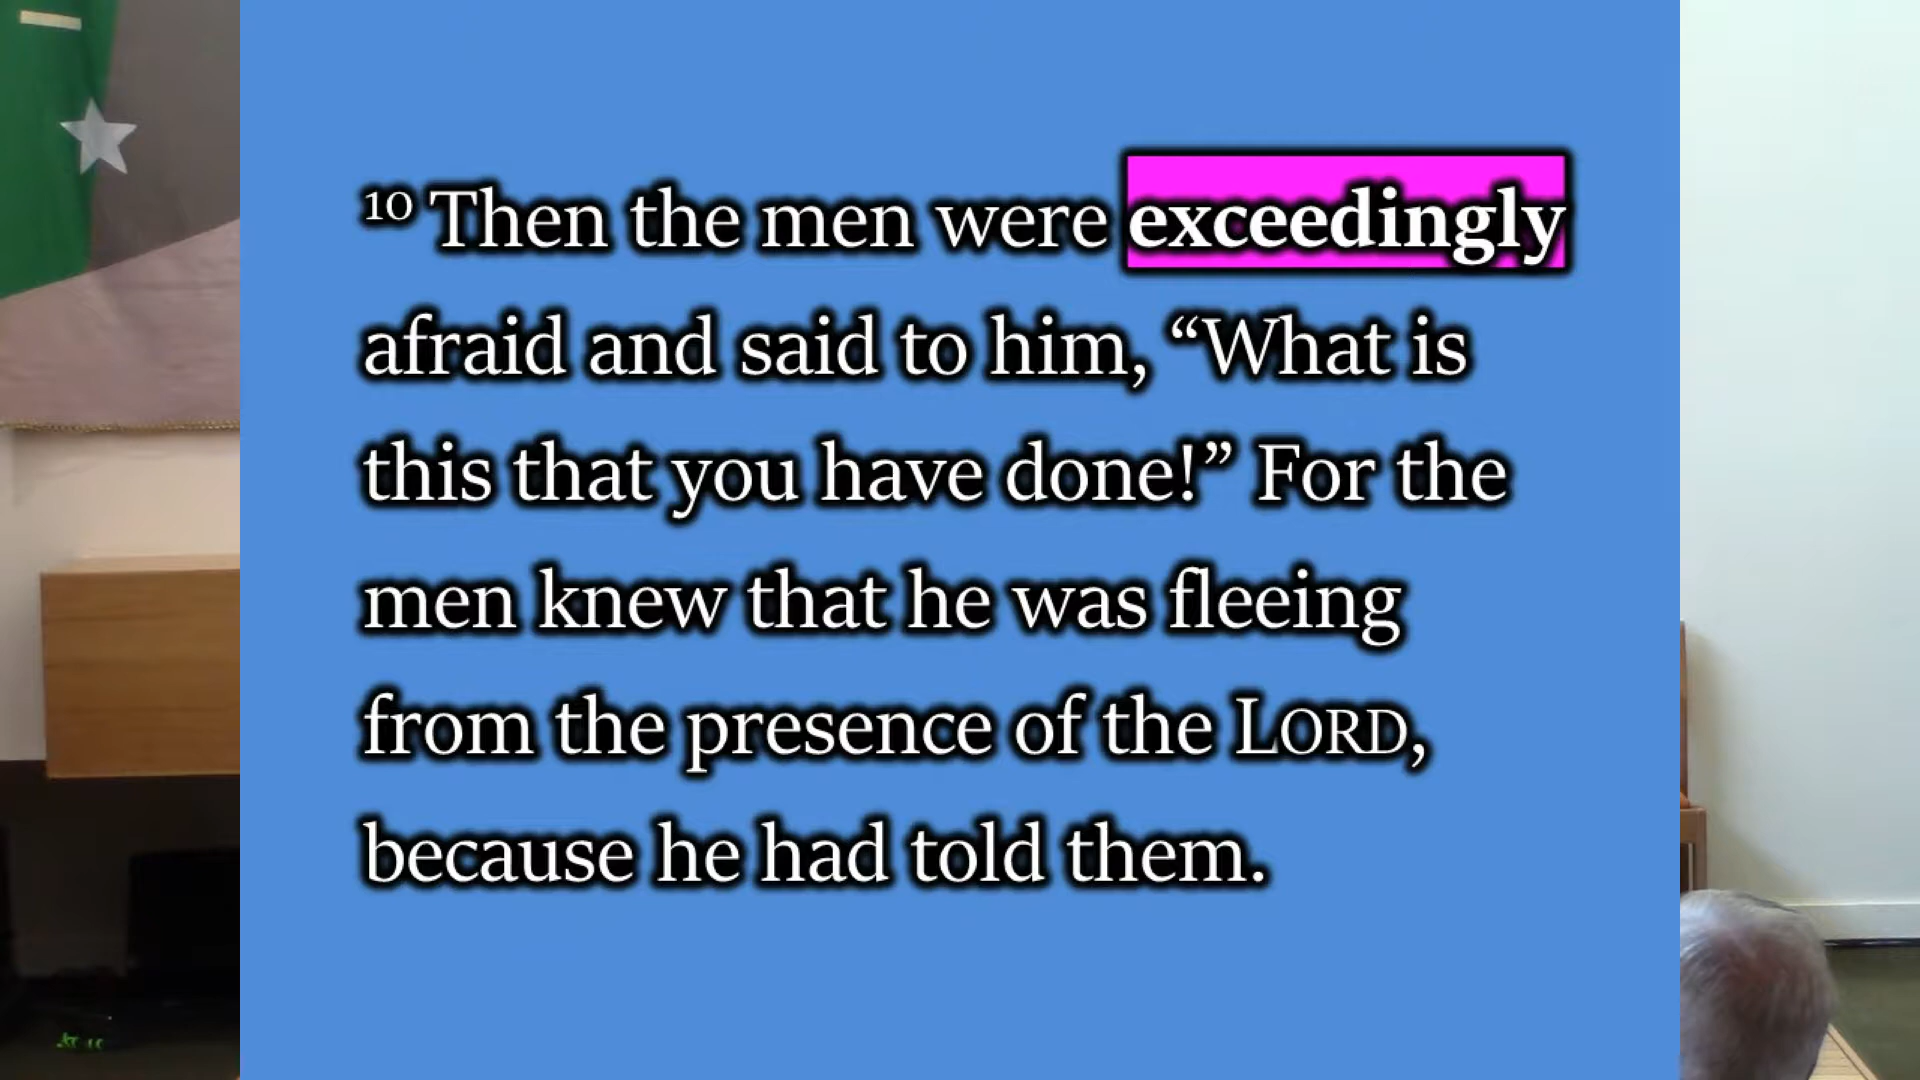 ¹⁰ Then the men were exceedingly
afraid and said to him, “What is
this that you have done!” For the
men knew that he was fleeing
from the presence of the LORD,
because he had told them.